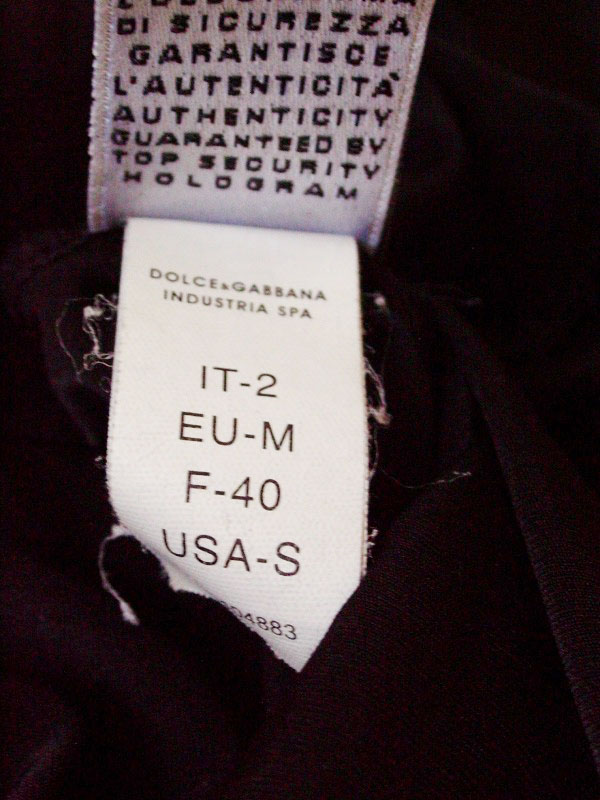 DI SICUREZZA
GARANTISCE
L'AUTENTICITÀ
AUTHENTICITY
GUARANTEED BY
TOP SECURITY
HOLOGRAM
DOLCE&GABBANA
INDUSTRIA SPA
IT-2
EU-M
F-40
USA-S